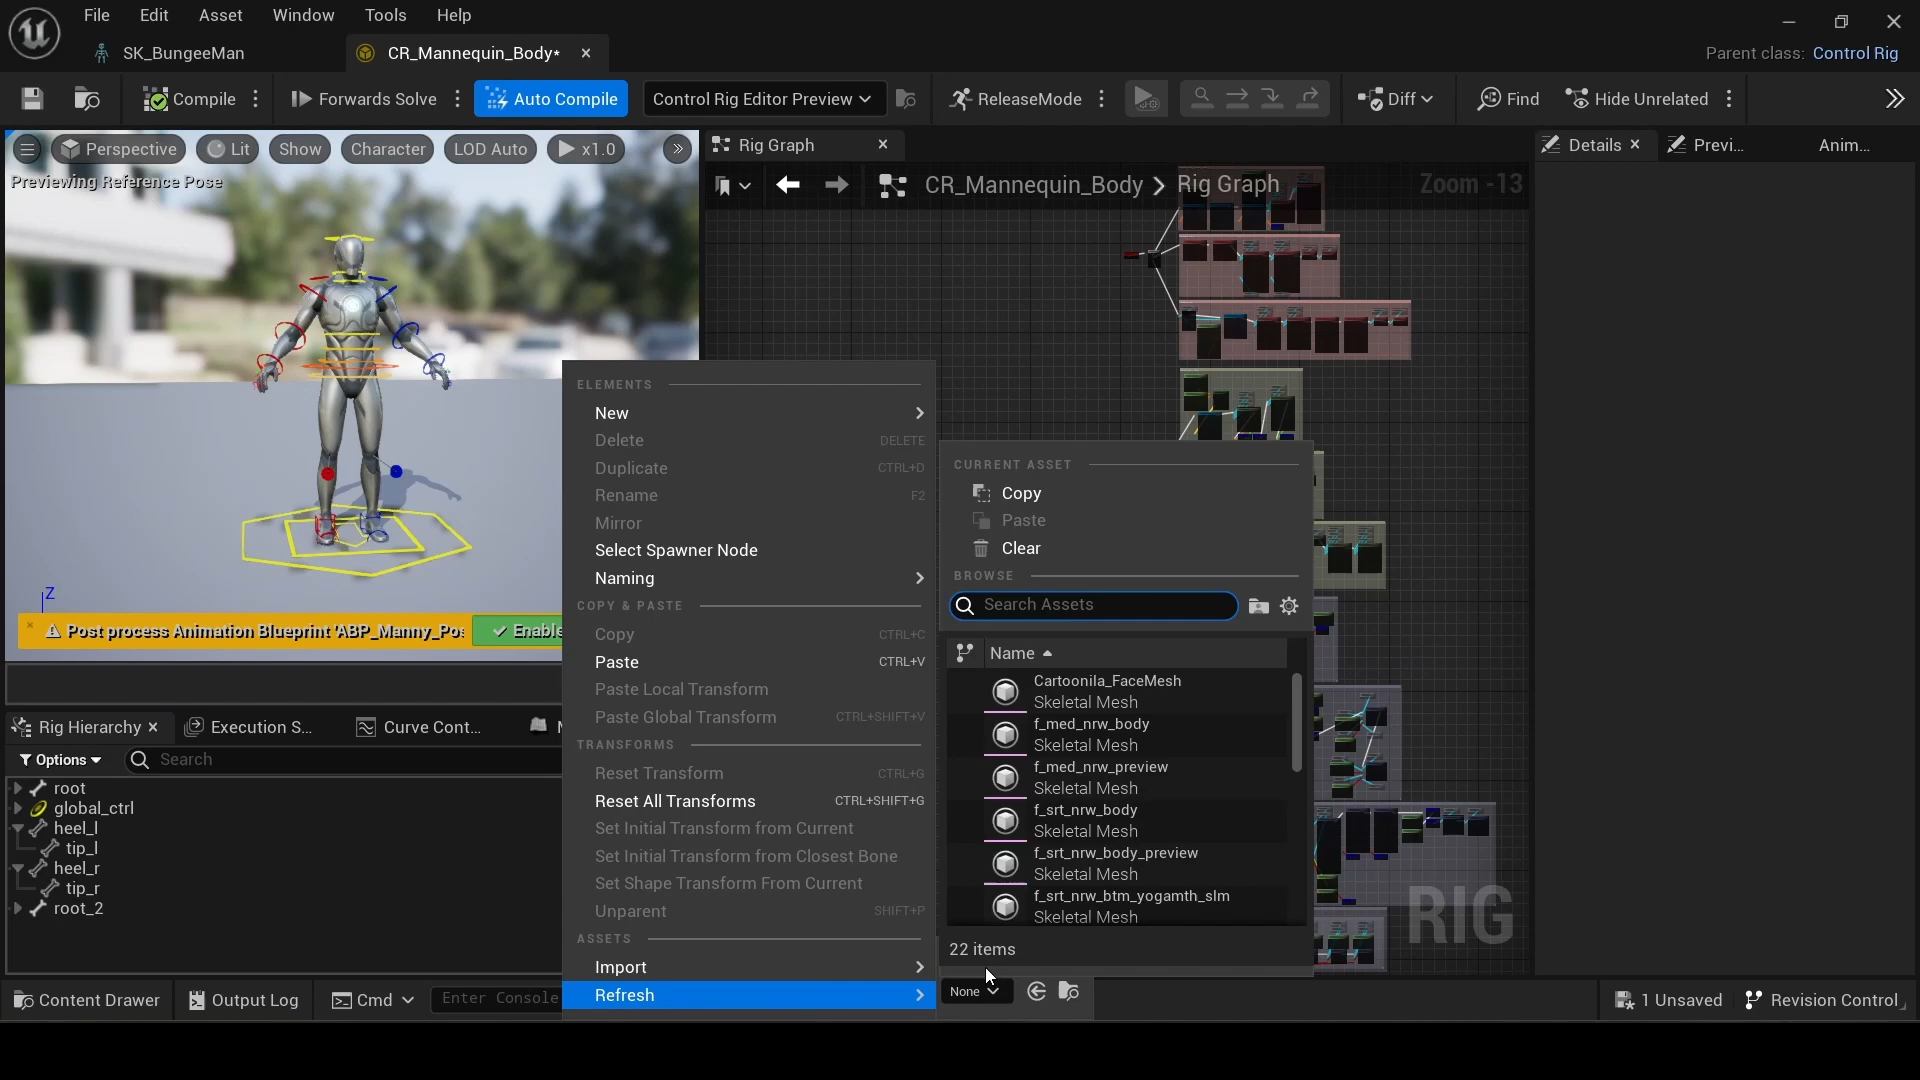 File Edit Asset Window Tools Help
SK_BungeeMan
CR_Mannequin_Body*
Parent class: Control Rig
Compile
Forwards Solve
Auto Compile
Control Rig Editor Preview
ReleaseMode
Diff
Find
Hide Unrelated
Perspective
Lit
Show
Character
LOD Auto
x1.0
Previewing Reference Pose
Rig Graph
Details
Previ...
Anim...
CR_Mannequin_Body > Rig Graph
Zoom -13
Z
Post process Animation Blueprint 'ABP_Manny_Pos
Enable
Rig Hierarchy
Execution S...
Curve Cont...
Options
Search
root
global_ctrl
heel_l
tip_l
heel_r
tip_r
root_2
ELEMENTS
New
Delete DELETE
Duplicate CTRL+D
Rename F2
Mirror
Select Spawner Node
Naming
COPY & PASTE
Copy CTRL+C
Paste CTRL+V
Paste Local Transform
Paste Global Transform CTRL+SHIFT+V
TRANSFORMS
Reset Transform CTRL+G
Reset All Transforms CTRL+SHIFT+G
Set Initial Transform from Current
Set Initial Transform from Closest Bone
Set Shape Transform From Current
Unparent SHIFT+P
ASSETS
Import
Refresh
CURRENT ASSET
Copy
Paste
Clear
BROWSE
Search Assets
Name
Cartoonila_FaceMesh
Skeletal Mesh
f_med_nrw_body
Skeletal Mesh
f_med_nrw_preview
Skeletal Mesh
f_srt_nrw_body
Skeletal Mesh
f_srt_nrw_body_preview
Skeletal Mesh
f_srt_nrw_btm_yogamth_slm
Skeletal Mesh
22 items
None
RIG
Content Drawer
Output Log
Cmd
Enter Console
1 Unsaved
Revision Control